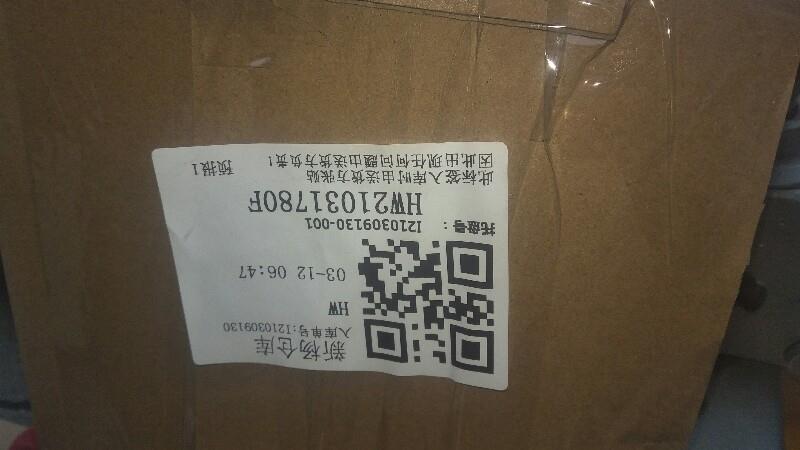 新杨仓库
入库单号:I210309130
HW
03-12 06:47
托盘号： I210309130-001
HW21031780F
此标签入库时由送货方张贴
因此出现任何问题由送货方负责！ 预报1